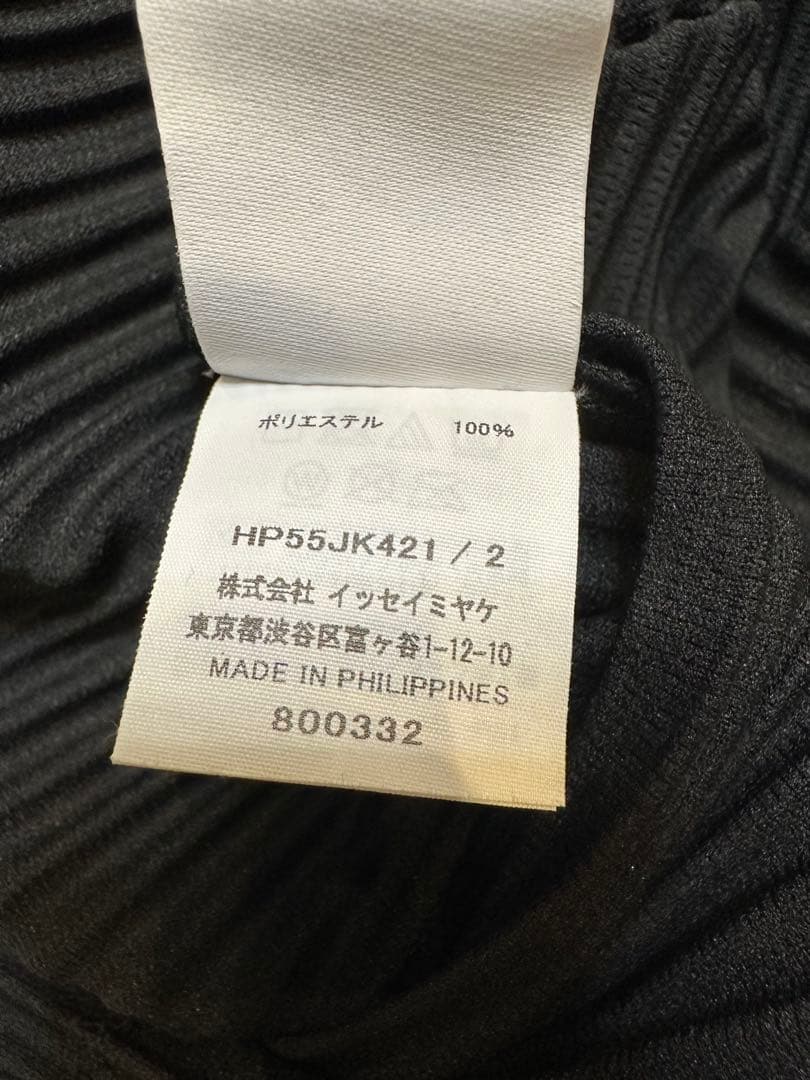 ポリエステル 100%
HP55JK421 / 2
株式会社 イッセイミヤケ
東京都渋谷区富ヶ谷1-12-10
MADE IN PHILIPPINES
800332